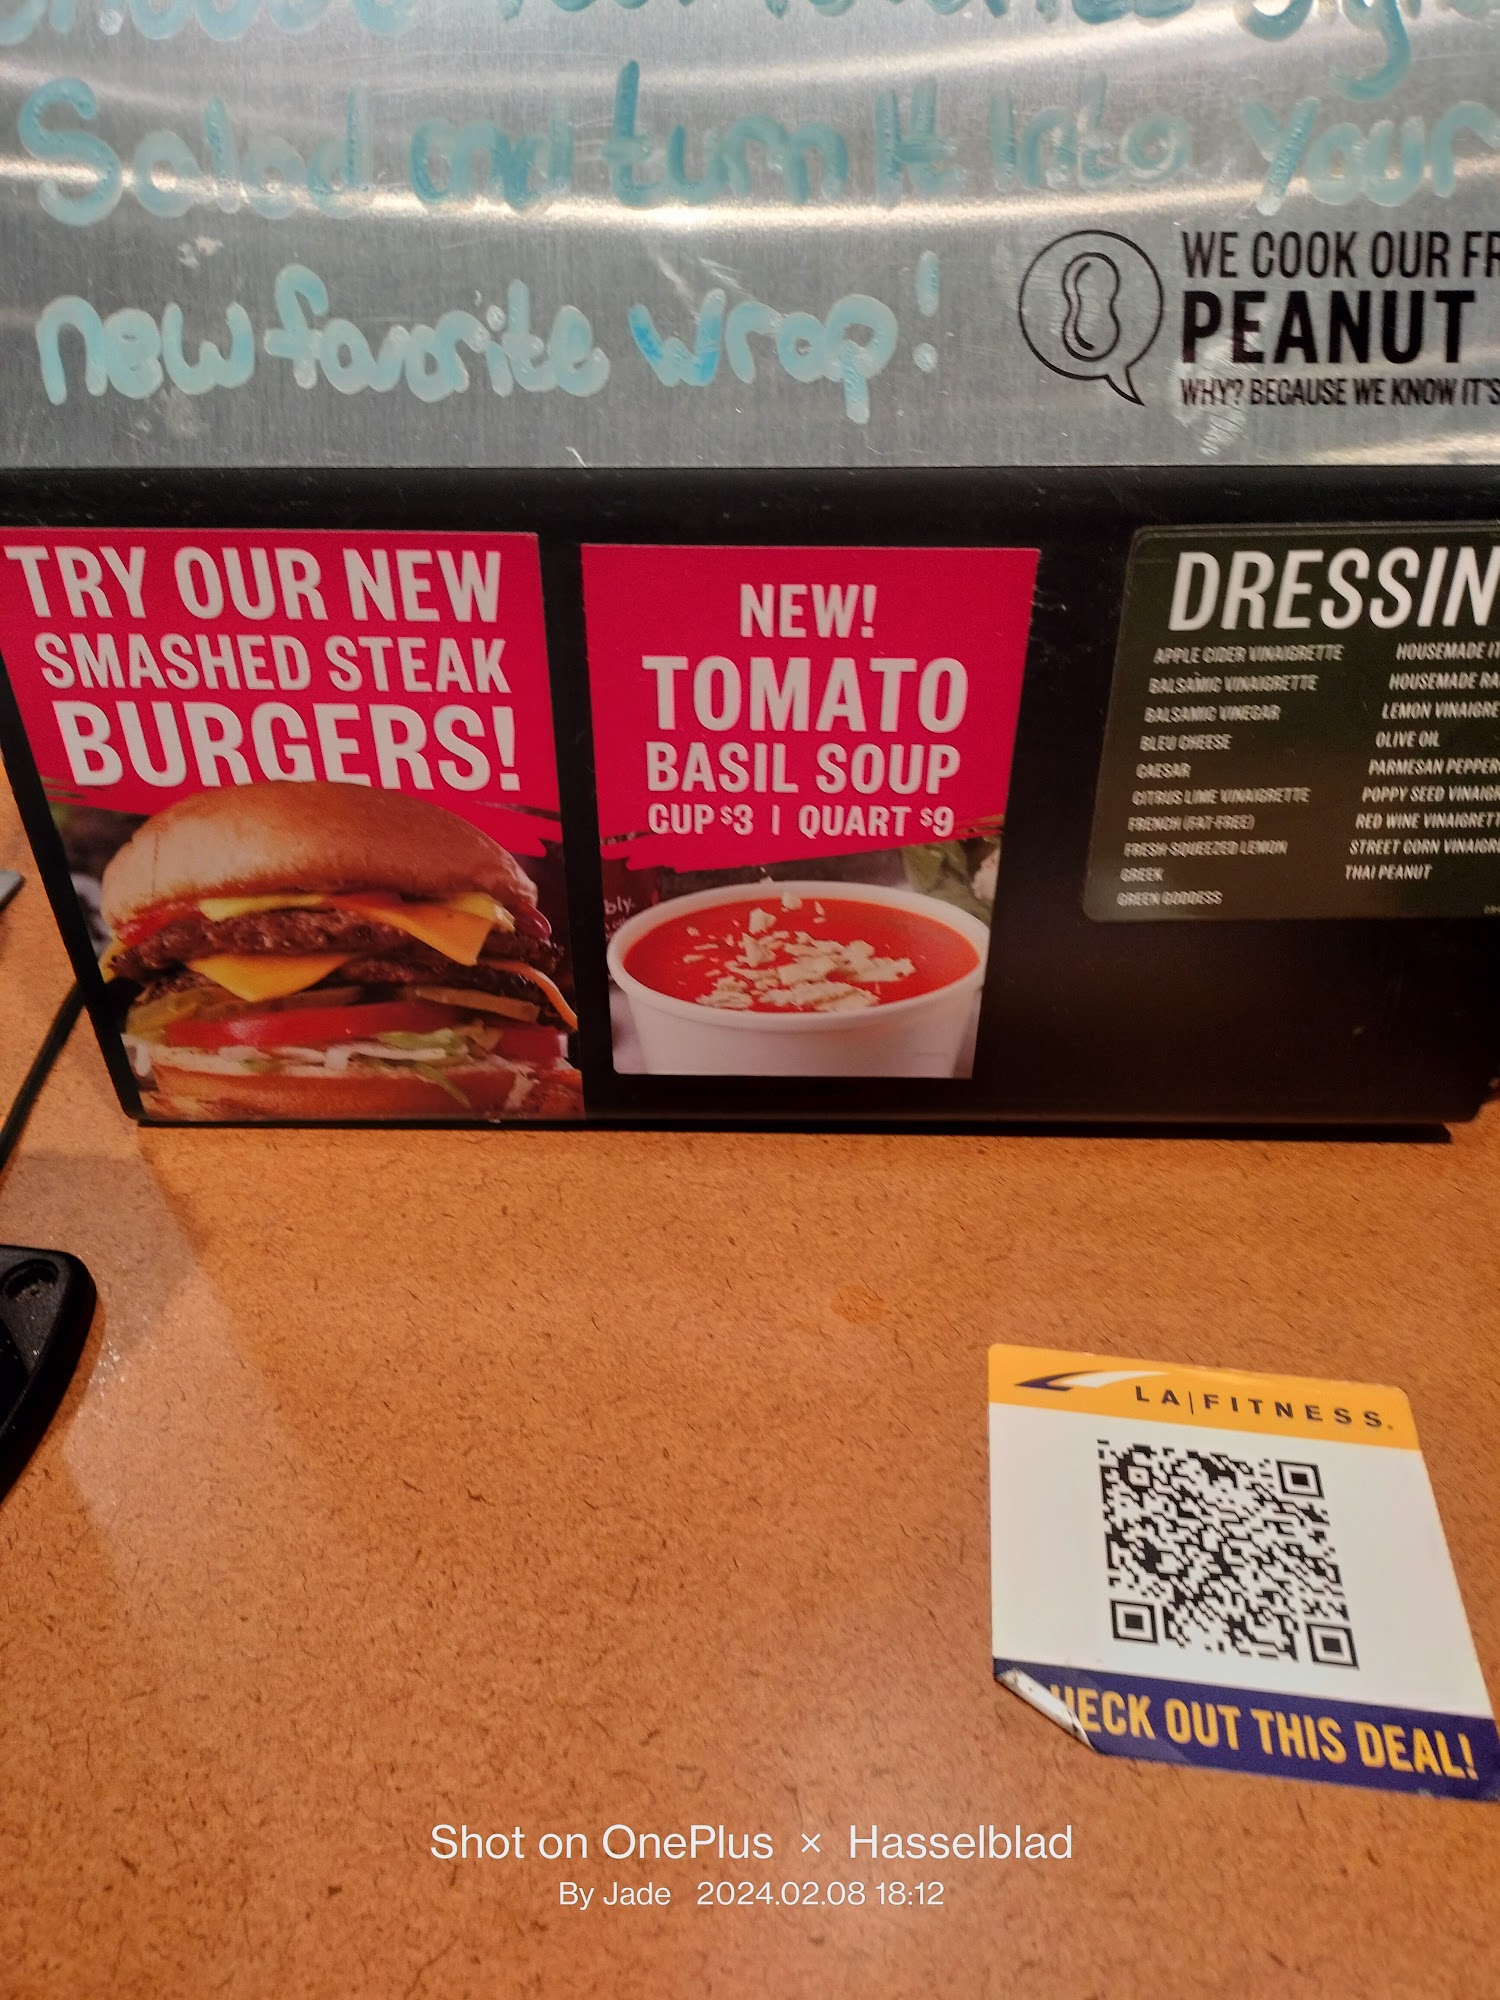 Salad and turn it into your
new favorite wrap!
WE COOK OUR FR
PEANUT
WHY? BECAUSE WE KNOW IT'S
TRY OUR NEW
SMASHED STEAK
BURGERS!
NEW!
TOMATO
BASIL SOUP
CUP $3 | QUART $9
bly.
DRESSIN
APPLE CIDER VINAIGRETTE
BALSAMIC VINAIGRETTE
BALSAMIC VINEGAR
BLEU CHEESE
CAESAR
CITRUS LIME VINAIGRETTE
FRENCH (FAT-FREE)
FRESH SQUEEZED LEMON
GREEK
GREEN GODDESS
HOUSEMADE IT
HOUSEMADE RA
LEMON VINAIGRE
OLIVE OIL
PARMESAN PEPPER
POPPY SEED VINAIGR
RED WINE VINAIGRETT
STREET CORN VINAIGR
THAI PEANUT
LA|FITNESS.
HECK OUT THIS DEAL!
Shot on OnePlus × Hasselblad
By Jade 2024.02.08 18:12